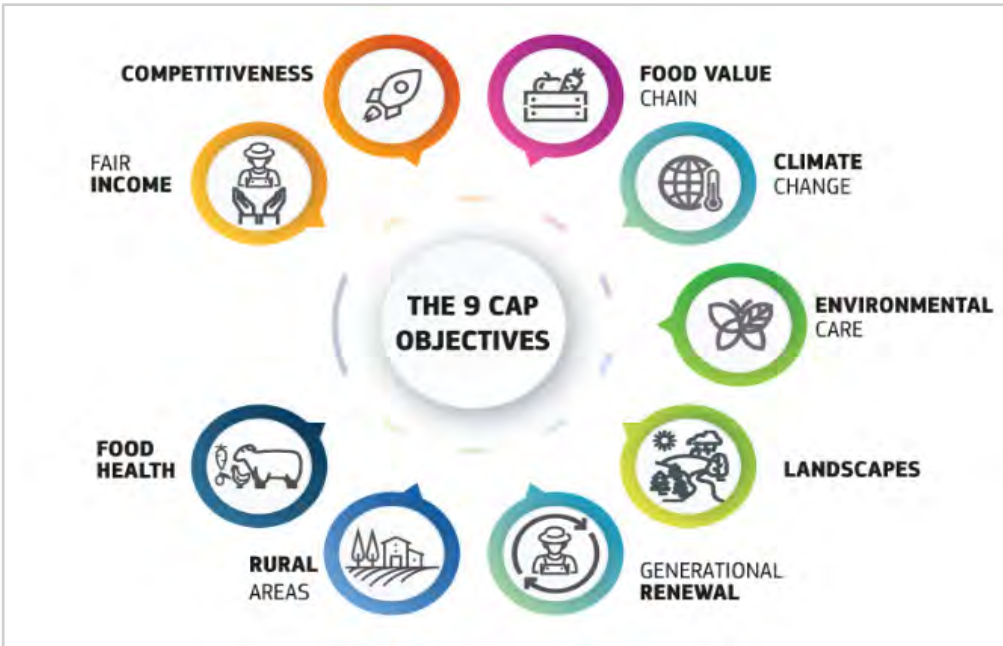 COMPETITIVENESS
FOOD VALUE
CHAIN
FAIR
INCOME
CLIMATE
CHANGE
THE 9 CAP
OBJECTIVES
ENVIRONMENTAL
CARE
FOOD
HEALTH
LANDSCAPES
RURAL
AREAS
GENERATIONAL
RENEWAL